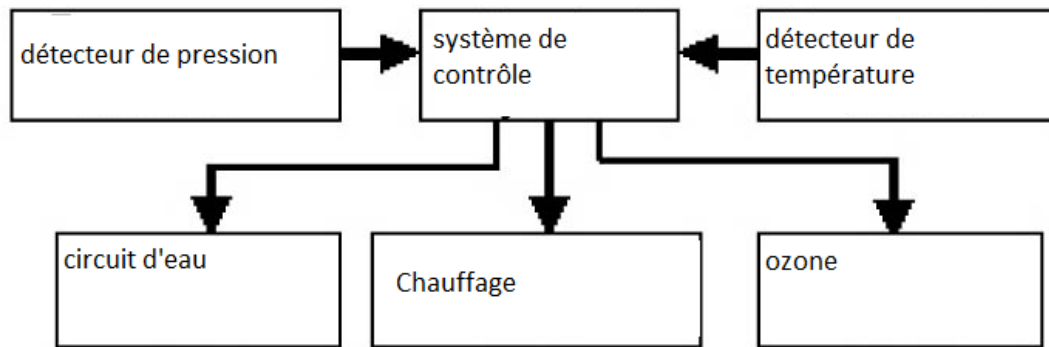 détecteur de pression
système de
contrôle
détecteur de
température
circuit d'eau
Chauffage
ozone